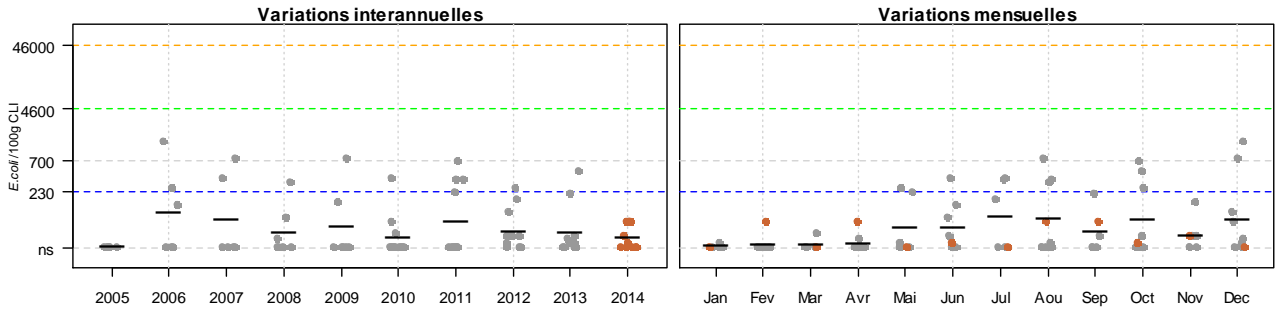 Variations interannuelles
Variations mensuelles
E.coli/100g CLI
46000
4600
700
230
ns
2005 2006 2007 2008 2009 2010 2011 2012 2013 2014
Jan Fev Mar Avr Mai Jun Jul Aou Sep Oct Nov Dec